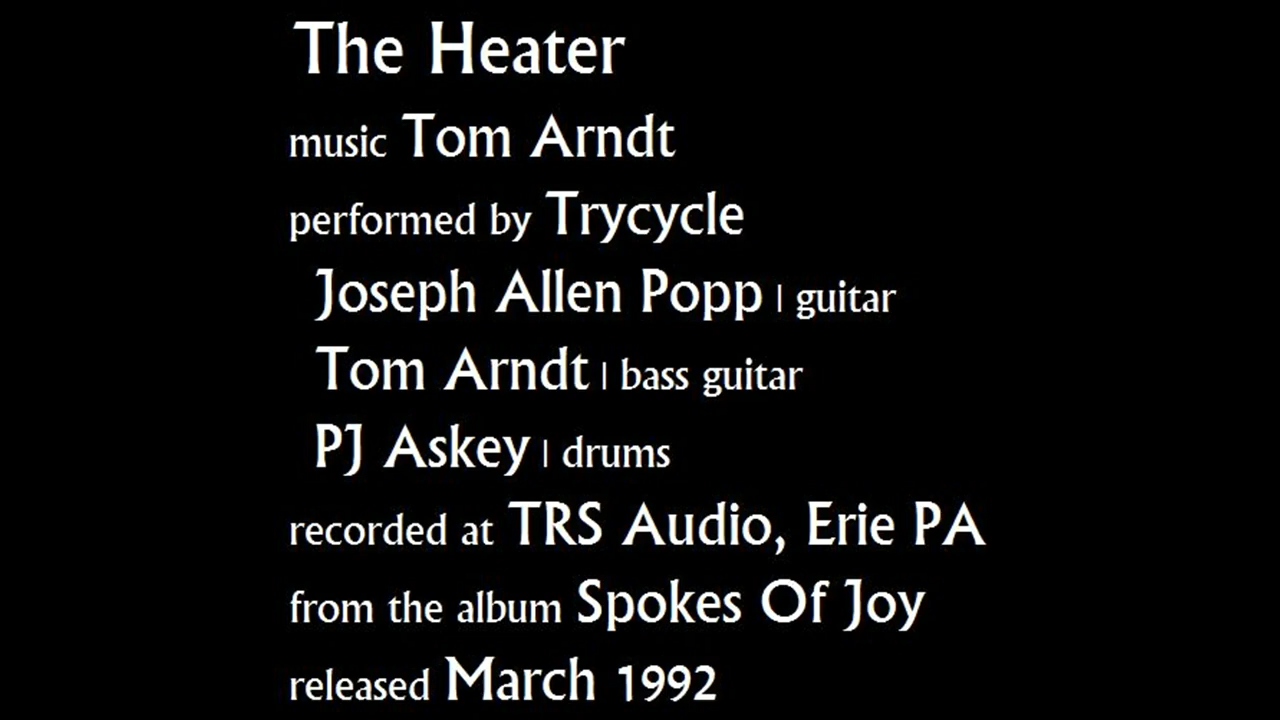 The Heater
music Tom Arndt
performed by Trycycle
Joseph Allen Popp | guitar
Tom Arndt | bass guitar
PJ Askey | drums
recorded at TRS Audio, Erie PA
from the album Spokes Of Joy
released March 1992